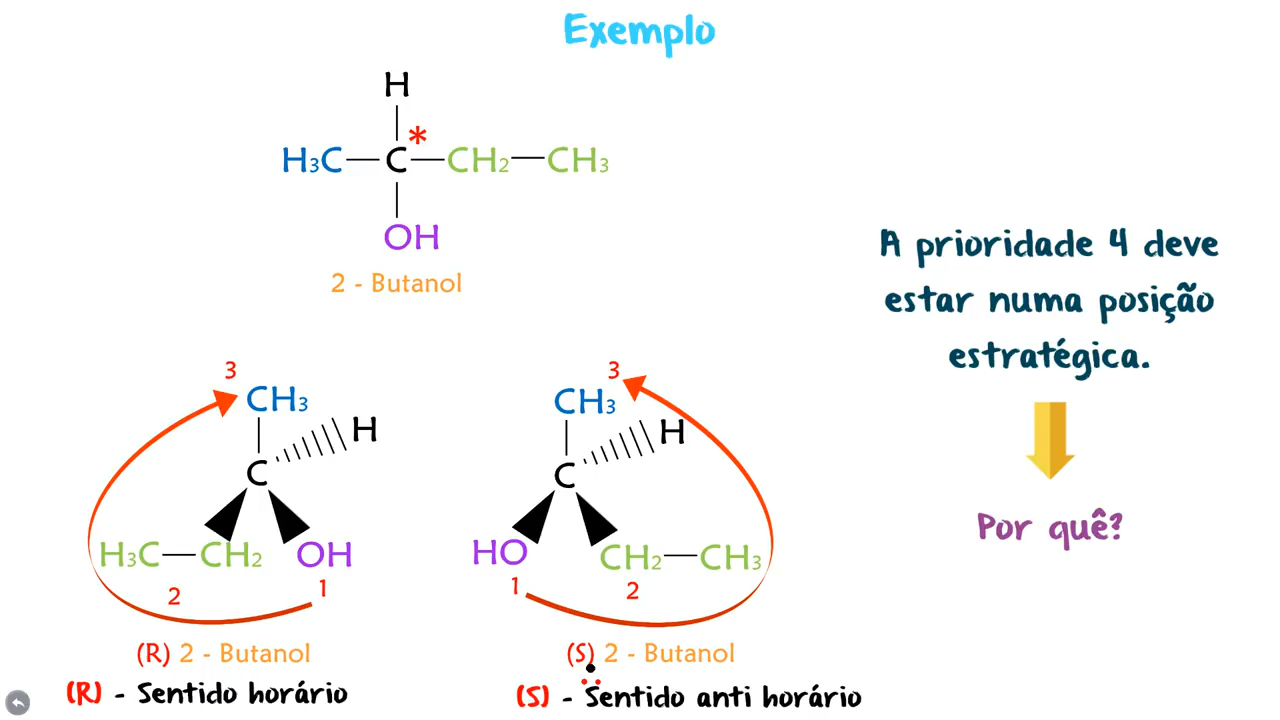 Exemplo
H
H₃C—C*—CH₂—CH₃
OH
2 - Butanol
A prioridade 4 deve
estar numa posição
estratégica.
Por quê?
3
CH₃
H
C
H₃C—CH₂ OH
2 1
(R) 2 - Butanol
(R) - Sentido horário
3
CH₃
H
C
HO CH₂—CH₃
1 2
(S) 2 - Butanol
(S) - Sentido anti horário